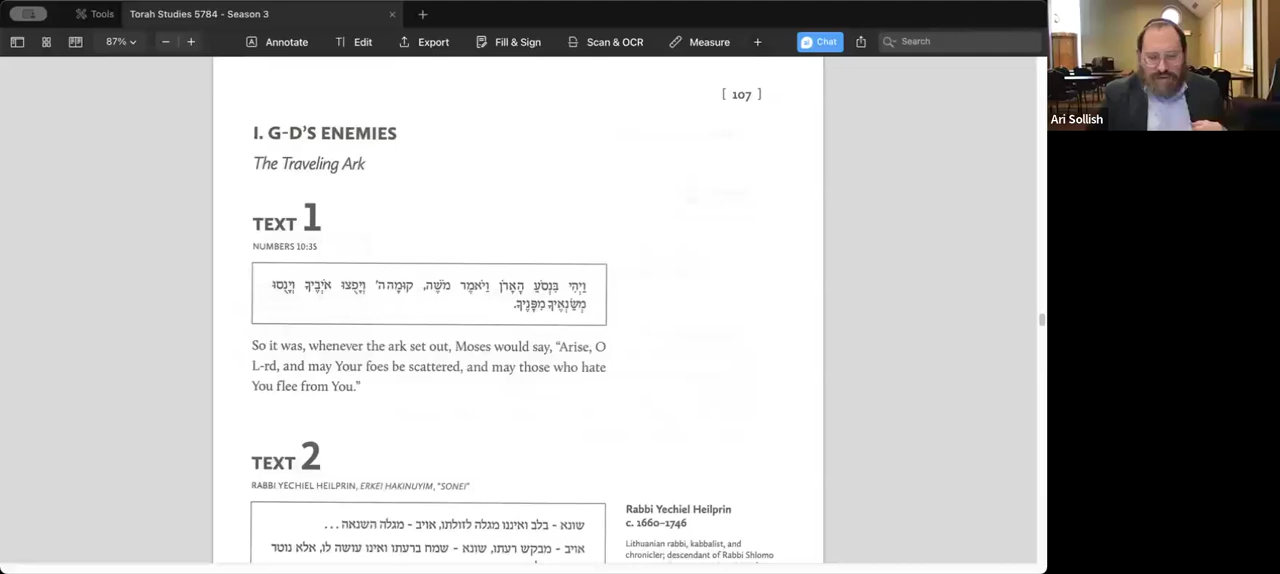 Tools
Torah Studies 5784 - Season 3
87%
Annotate
Edit
Export
Fill & Sign
Scan & OCR
Measure
Chat
Search
Ari Sollish
[ 107 ]
I. G-D'S ENEMIES
The Traveling Ark
TEXT 1
NUMBERS 10:35
וַיְהִי בִּנְסֹעַ הָאָרֹן וַיֹּאמֶר מֹשֶׁה, קוּמָה ה' וְיָפֻצוּ אֹיְבֶיךָ וְיָנֻסוּ
מְשַׂנְאֶיךָ מִפָּנֶיךָ.
So it was, whenever the ark set out, Moses would say, “Arise, O
L-rd, and may Your foes be scattered, and may those who hate
You flee from You.”
TEXT 2
RABBI YECHIEL HEILPRIN, ERKEI HAKINUYIM, “SONEI”
שונא - בלב ואיננו מגלה לזולתו, אויב - מגלה השנאה ...
אויב - מבקש רעתו, שונא - שמח ברעתו ואינו עושה לו, אלא נוטר
Rabbi Yechiel Heilprin
c. 1660–1746
Lithuanian rabbi, kabbalist, and
chronicler; descendant of Rabbi Shlomo